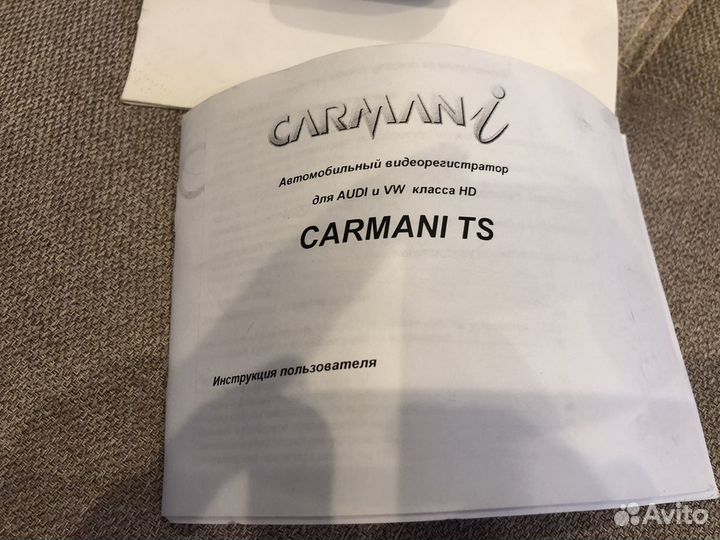 CARMANi
Автомобильный видеорегистратор
для AUDI и VW класса HD
CARMANI TS
Инструкция пользователя
Avito